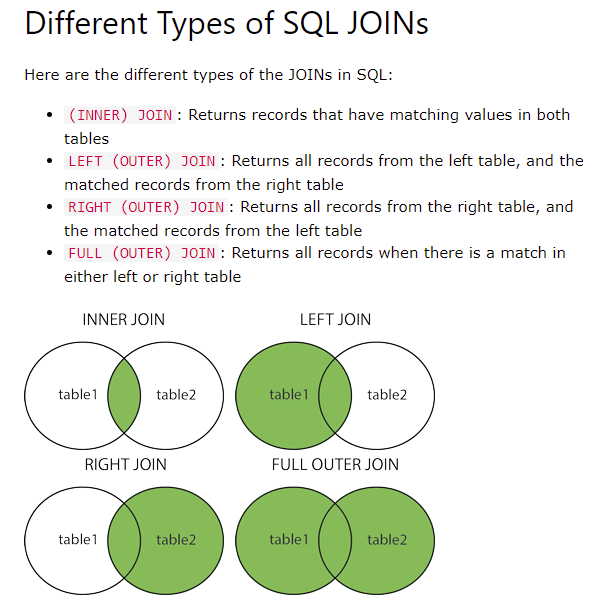 Different Types of SQL JOINs
Here are the different types of the JOINs in SQL:
(INNER) JOIN: Returns records that have matching values in both
tables
LEFT (OUTER) JOIN: Returns all records from the left table, and the
matched records from the right table
RIGHT (OUTER) JOIN: Returns all records from the right table, and
the matched records from the left table
FULL (OUTER) JOIN: Returns all records when there is a match in
either left or right table
INNER JOIN
table1
table2
LEFT JOIN
table1
table2
RIGHT JOIN
table1
table2
FULL OUTER JOIN
table1
table2